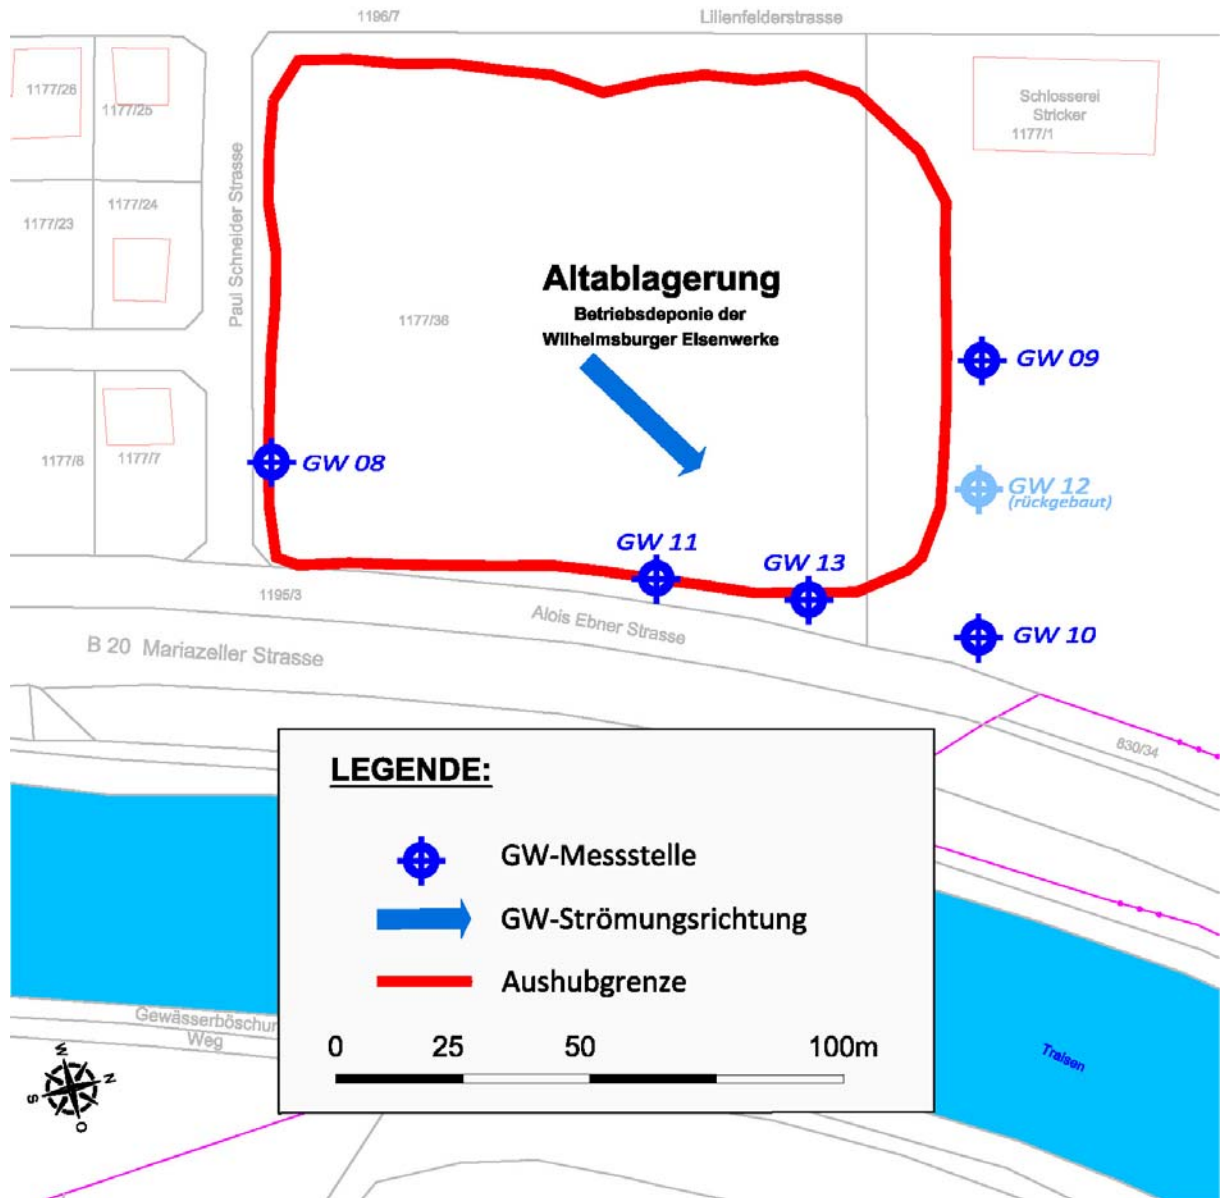 1196/7
Lilienfelderstrasse
1177/26
1177/25
Schlosserei
Stricker
1177/1
Paul Schneider Strasse
1177/24
1177/23
Altablagerung
Betriebsdeponie der
Wilhelmsburger Eisenwerke
1177/36
GW 09
1177/8
1177/7
GW 08
GW 12
(rückgebaut)
GW 11
GW 13
1195/3
Alois Ebner Strasse
GW 10
B 20 Mariazeller Strasse
830/34
LEGENDE:
GW-Messstelle
GW-Strömungsrichtung
Aushubgrenze
0 25 50 100m
Gewässerböschun
Weg
Traisen
W
N
S
O